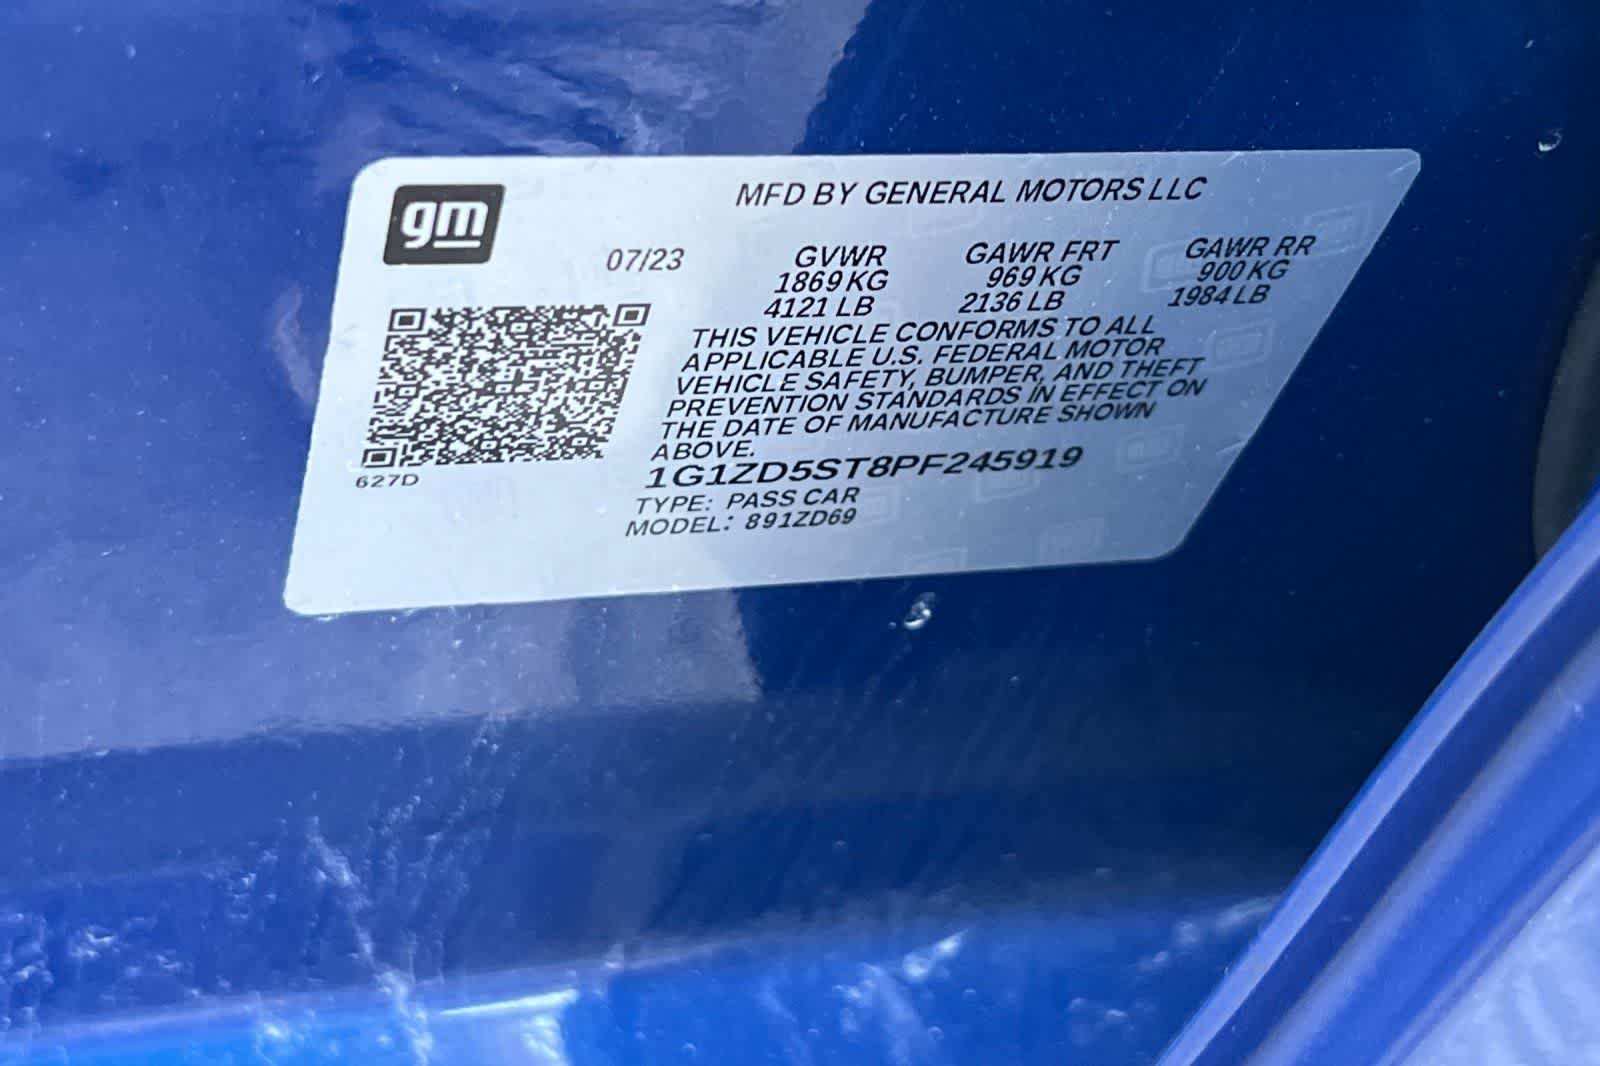 gm
MFD BY GENERAL MOTORS LLC
07/23
GVWR GAWR FRT GAWR RR
1869 KG 969 KG 900 KG
4121 LB 2136 LB 1984 LB
THIS VEHICLE CONFORMS TO ALL
APPLICABLE U.S. FEDERAL MOTOR
VEHICLE SAFETY, BUMPER, AND THEFT
PREVENTION STANDARDS IN EFFECT ON
THE DATE OF MANUFACTURE SHOWN
ABOVE.
627D
1G1ZD5ST8PF245919
TYPE: PASS CAR
MODEL: 891ZD69